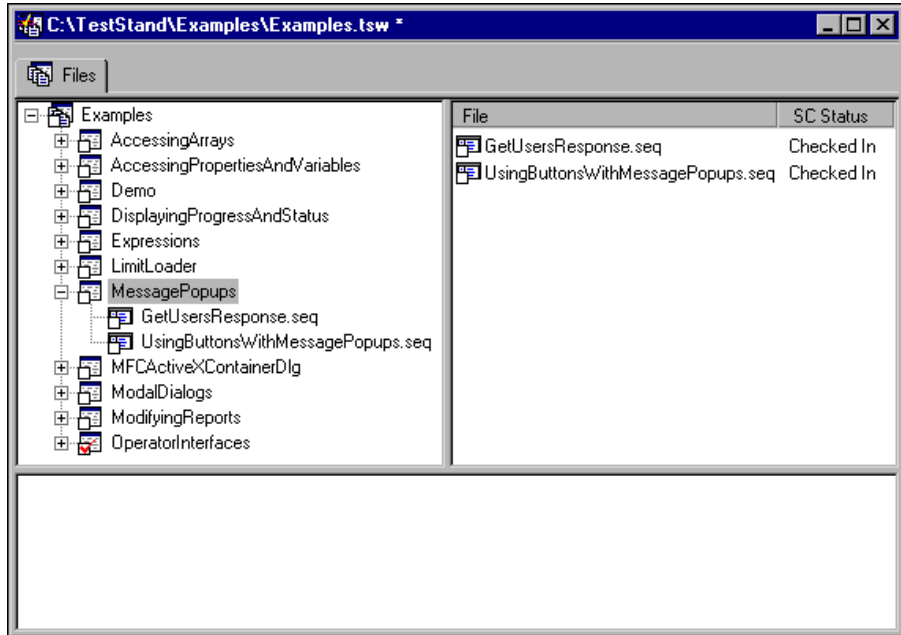 C:\TestStand\Examples\Examples.tsw *
Files
Examples
AccessingArrays
AccessingPropertiesAndVariables
Demo
DisplayingProgressAndStatus
Expressions
LimitLoader
MessagePopups
GetUsersResponse.seq
UsingButtonsWithMessagePopups.seq
MFCActiveXContainerDlg
ModalDialogs
ModifyingReports
OperatorInterfaces
File SC Status
GetUsersResponse.seq Checked In
UsingButtonsWithMessagePopups.seq Checked In